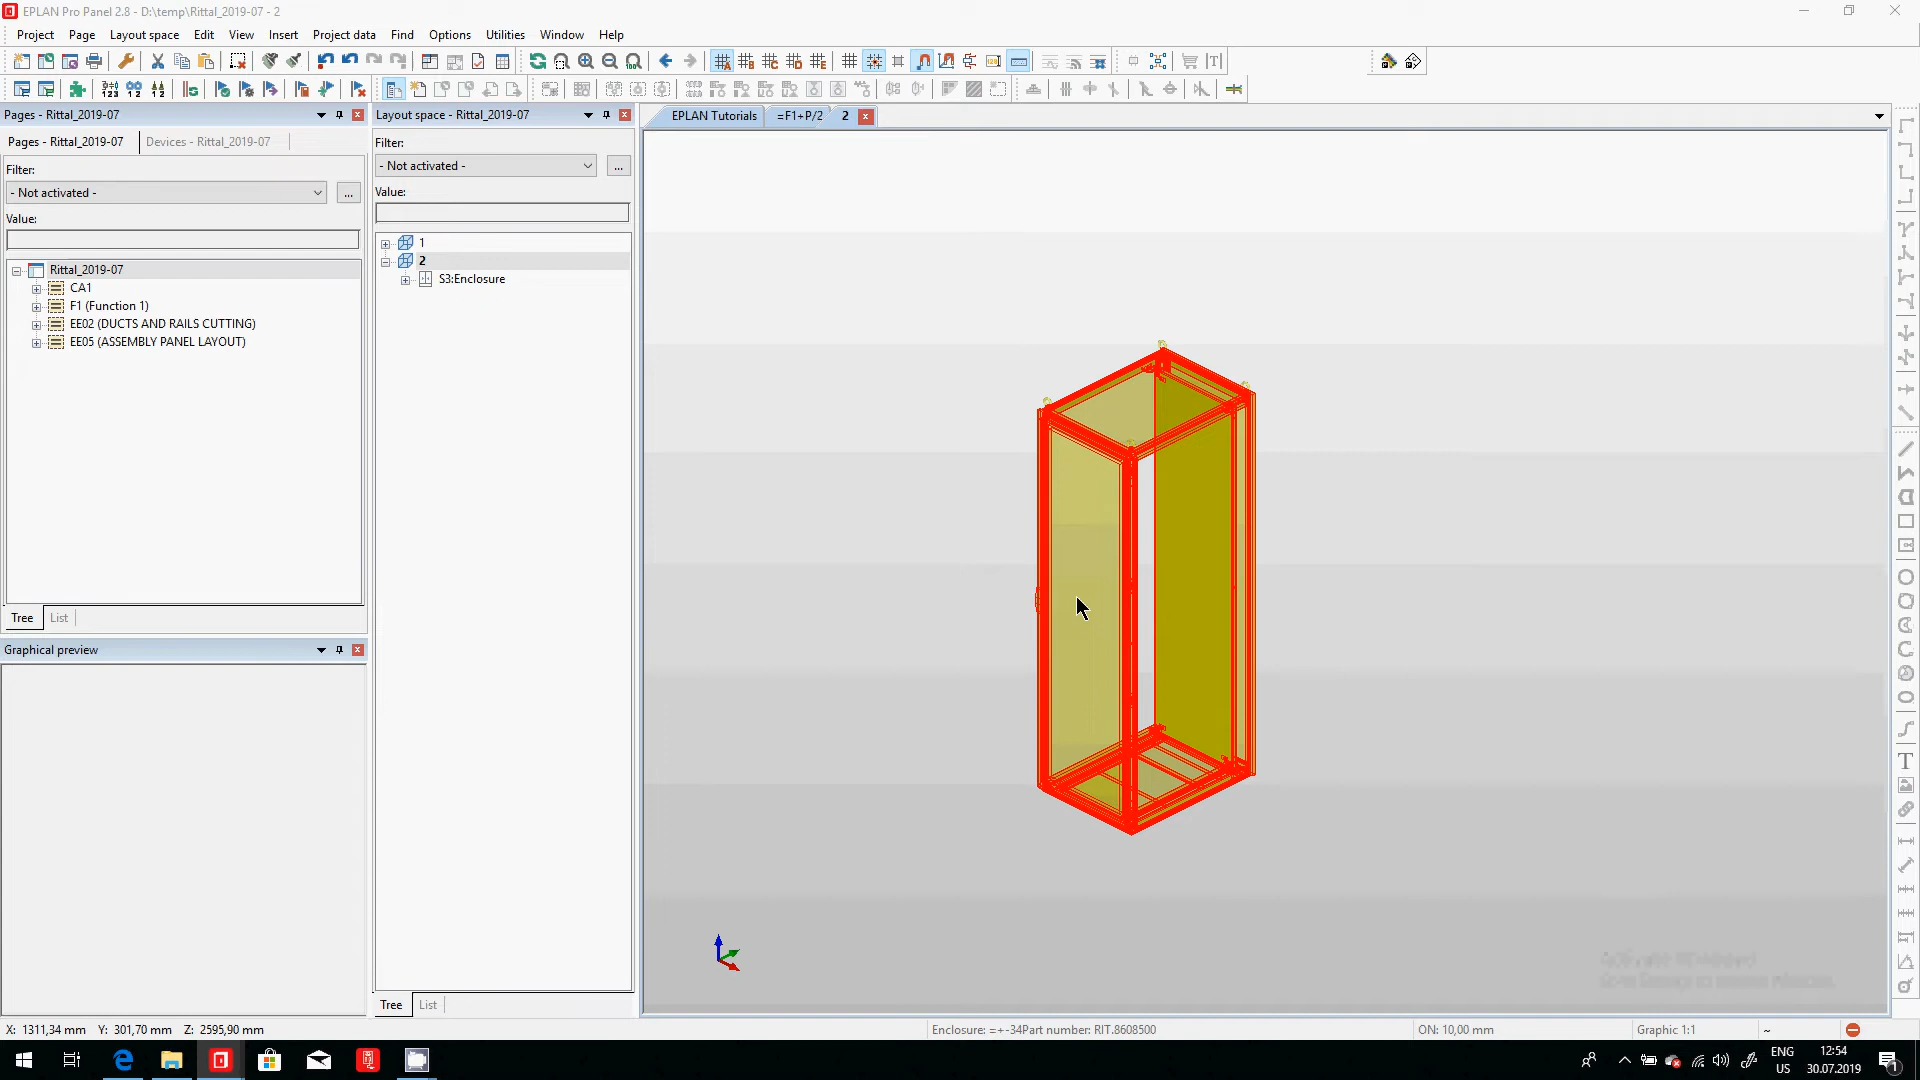 EPLAN Pro Panel 2.8 - D:\temp\Rittal_2019-07 - 2
Project Page Layout space Edit View Insert Project data Find Options Utilities Window Help
Pages - Rittal_2019-07
Pages - Rittal_2019-07 Devices - Rittal_2019-07
Filter:
- Not activated -
...
Value:
Rittal_2019-07
CA1
F1 (Function 1)
EE02 (DUCTS AND RAILS CUTTING)
EE05 (ASSEMBLY PANEL LAYOUT)
Tree List
Graphical preview
Layout space - Rittal_2019-07
Filter:
- Not activated -
...
Value:
1
2
S3:Enclosure
Tree List
EPLAN Tutorials =F1+P/2 2
X: 1311,34 mm Y: 301,70 mm Z: 2595,90 mm
Enclosure: =+-34Part number: RIT.8608500
ON: 10,00 mm
Graphic 1:1
~
ENG
US
12:54
30.07.2019
1